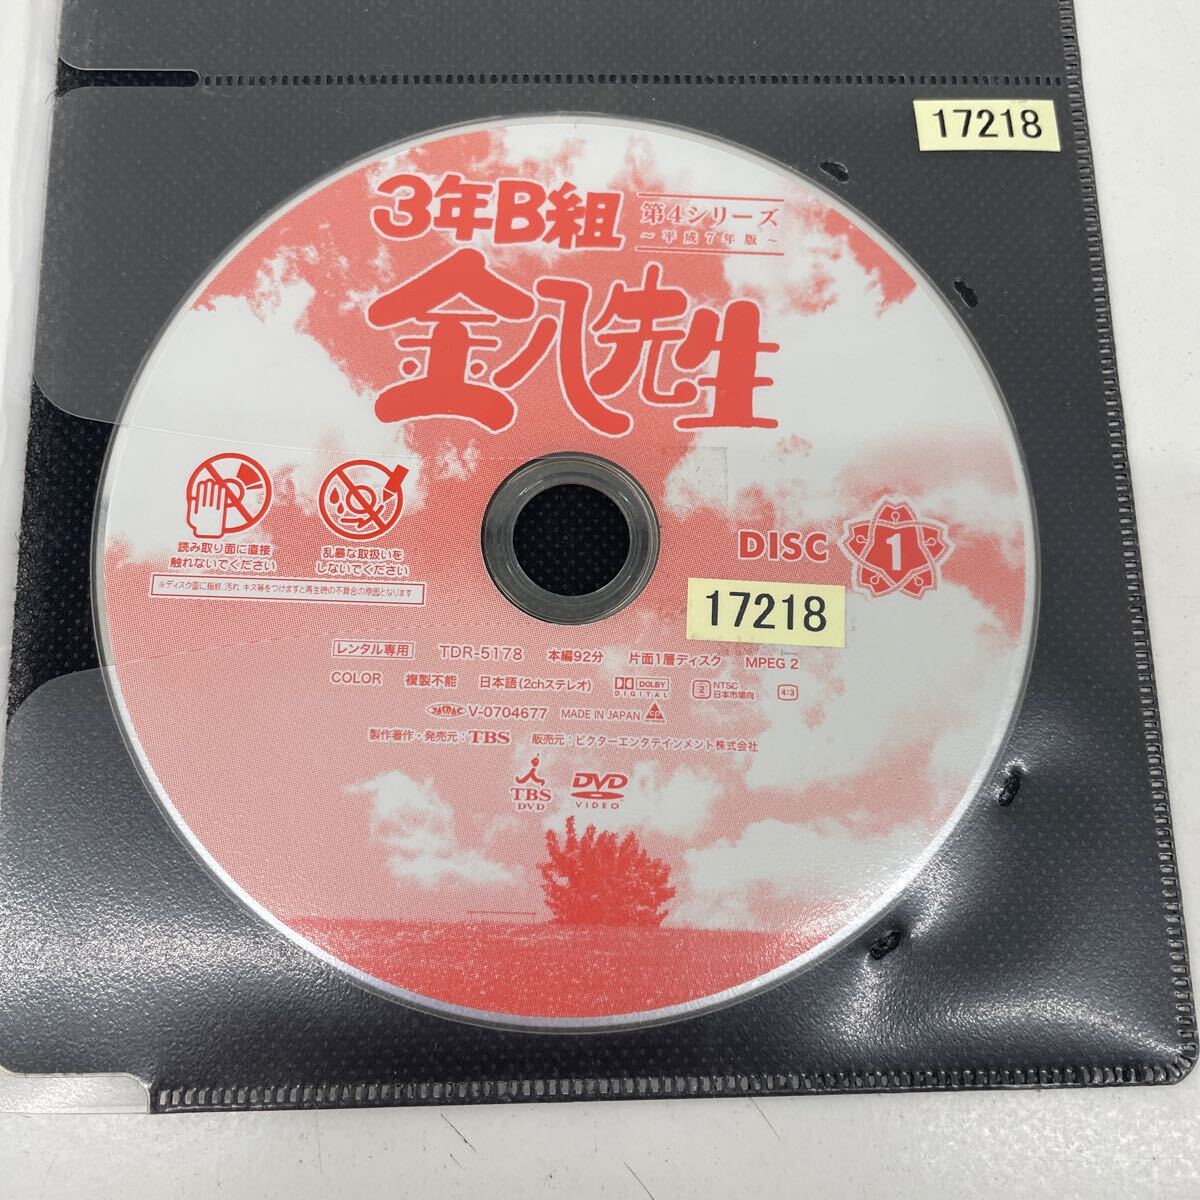 17218
3年B組
第4シリーズ
～平成7年版～
金八先生
読み取り面に直接
触れないでください
乱暴な取扱いを
しないでください
※ディスク面に指紋、汚れ、キズ等をつけますと再生時の不具合の原因となります
DISC 1
17218
レンタル専用 TDR-5178 本編92分 片面1層ディスク MPEG 2
COLOR 複製不能 日本語(2chステレオ) DOLBY DIGITAL 2 NTSC 日本市場向 4:3
V-0704677 MADE IN JAPAN
製作著作・発売元：TBS 販売元：ビクターエンタテインメント株式会社
TBS DVD
DVD VIDEO